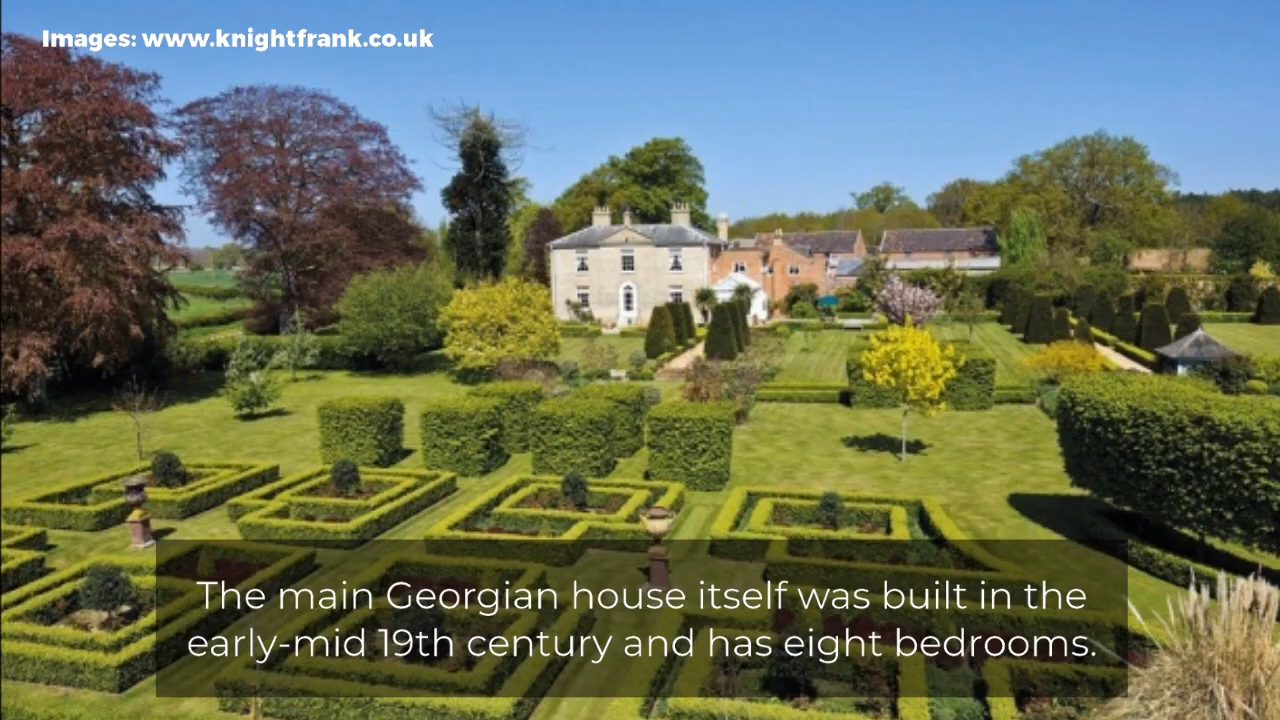 Images: www.knightfrank.co.uk
The main Georgian house itself was built in the
early-mid 19th century and has eight bedrooms.